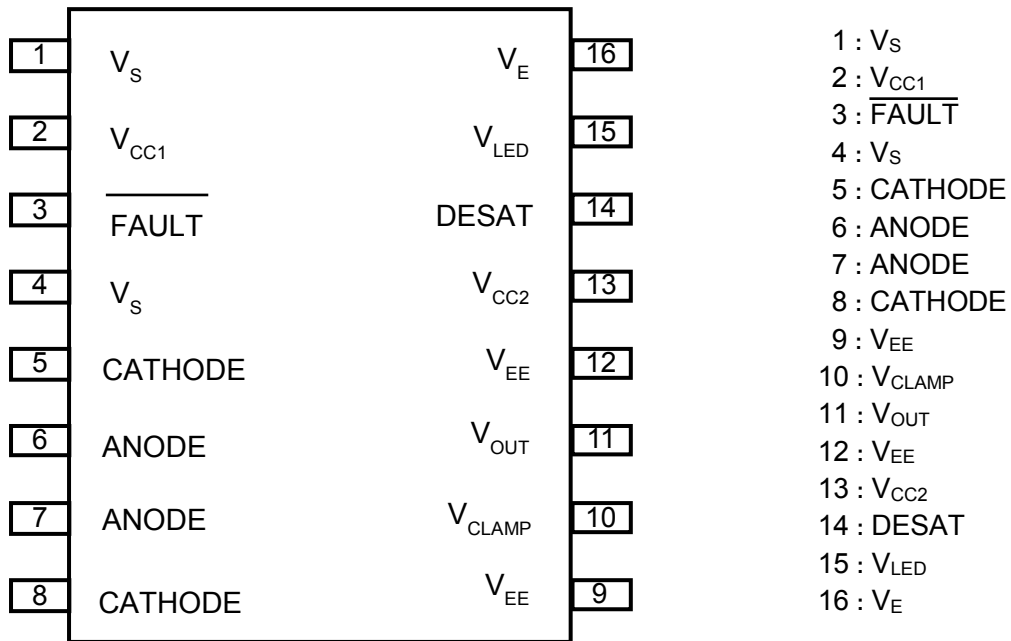 1 V_S V_E 16
2 V_CC1 V_LED 15
3 FAULT DESAT 14
4 V_S V_CC2 13
5 CATHODE V_EE 12
6 ANODE V_OUT 11
7 ANODE V_CLAMP 10
8 CATHODE V_EE 9
1 : V_S
2 : V_CC1
3 : FAULT
4 : V_S
5 : CATHODE
6 : ANODE
7 : ANODE
8 : CATHODE
9 : V_EE
10 : V_CLAMP
11 : V_OUT
12 : V_EE
13 : V_CC2
14 : DESAT
15 : V_LED
16 : V_E